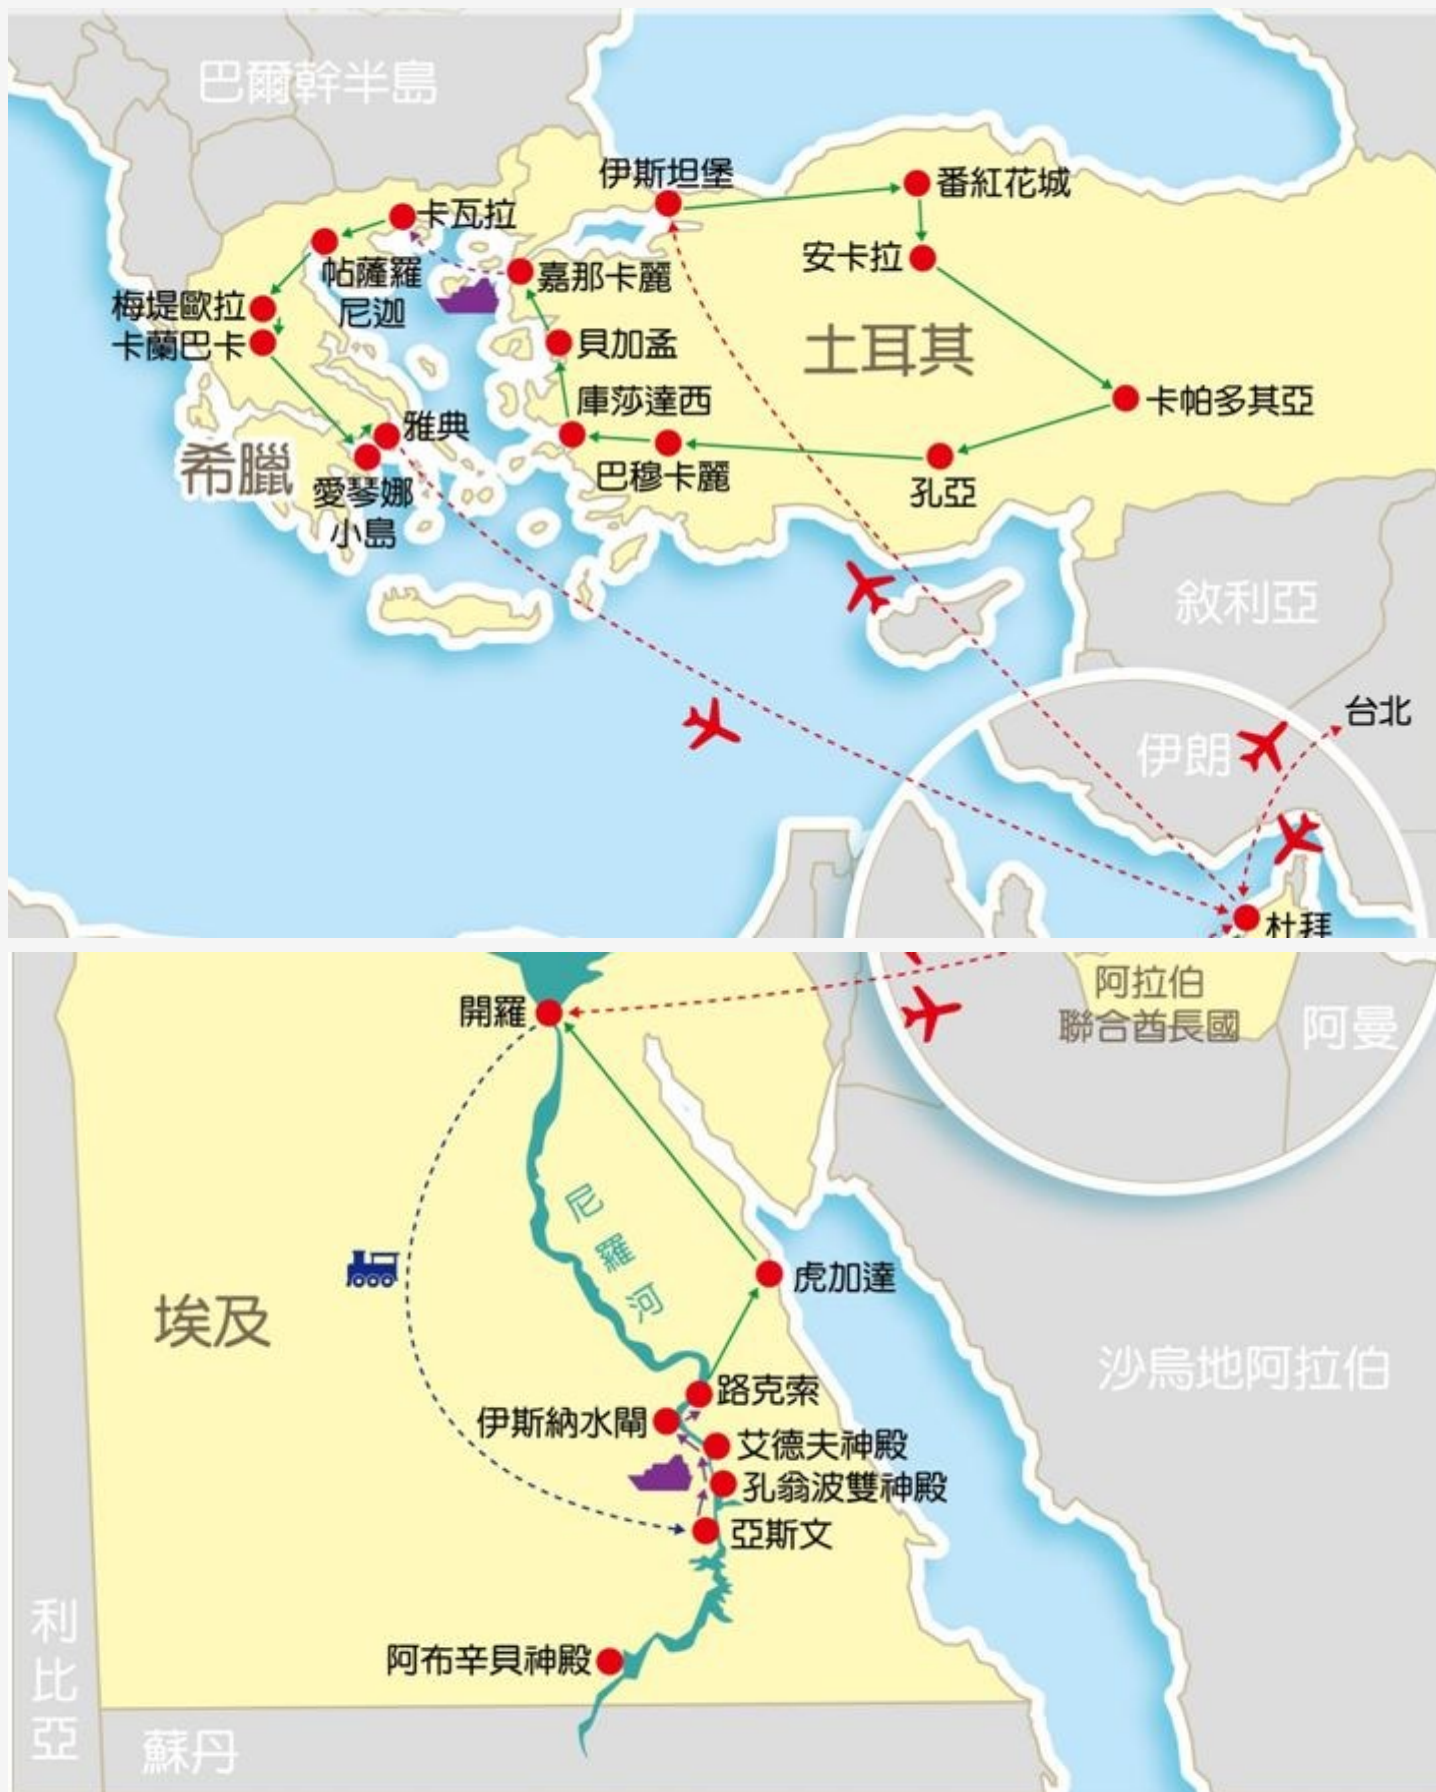 巴爾幹半島
伊斯坦堡
番紅花城
卡瓦拉
安卡拉
帖薩羅
尼迦
嘉那卡麗
梅堤歐拉
卡蘭巴卡
貝加孟
土耳其
庫莎達西
卡帕多其亞
雅典
希臘
巴穆卡麗
孔亞
愛琴娜
小島
敘利亞
台北
伊朗
杜拜
阿拉伯
聯合酋長國
阿曼
開羅
尼
羅
河
虎加達
埃及
沙烏地阿拉伯
路克索
伊斯納水閘
艾德夫神殿
孔翁波雙神殿
亞斯文
利
比
亞
阿布辛貝神殿
蘇丹